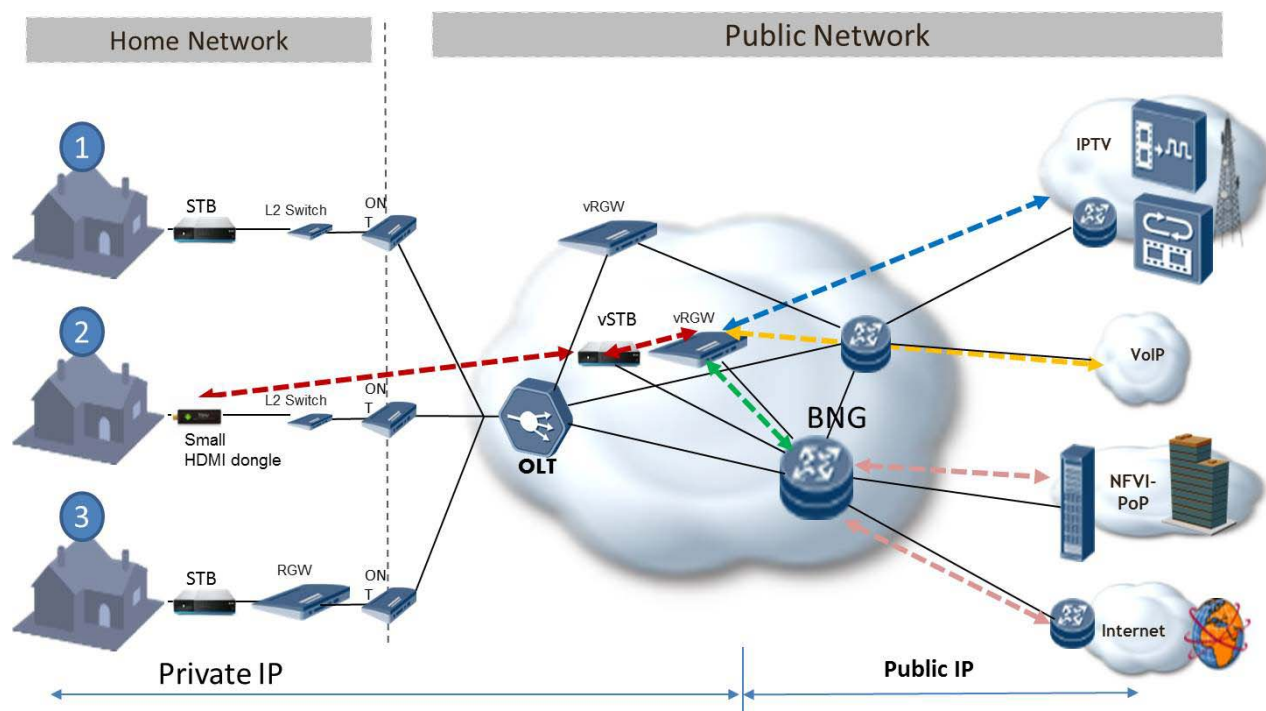 Home Network
Public Network
1
STB
L2 Switch
ON
T
vRGW
IPTV
2
vSTB
vRGW
VoIP
L2 Switch
ON
T
Small
HDMI dongle
OLT
BNG
NFVI-
PoP
3
STB
RGW
ON
T
Internet
Private IP
Public IP